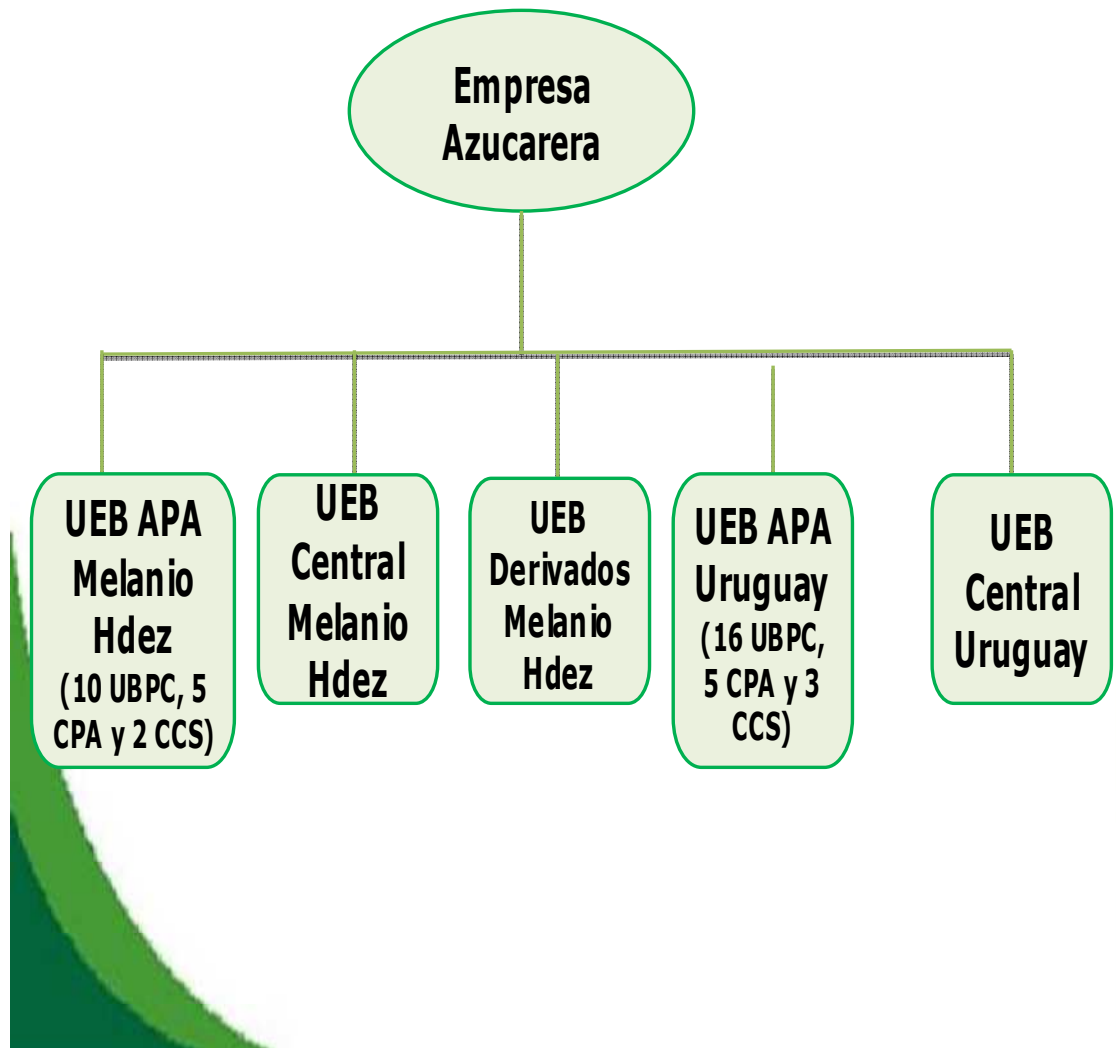 Empresa
Azucarera
UEB APA
Melanio
Hdez
(10 UBPC, 5
CPA y 2 CCS)
UEB
Central
Melanio
Hdez
UEB
Derivados
Melanio
Hdez
UEB APA
Uruguay
(16 UBPC,
5 CPA y 3
CCS)
UEB
Central
Uruguay